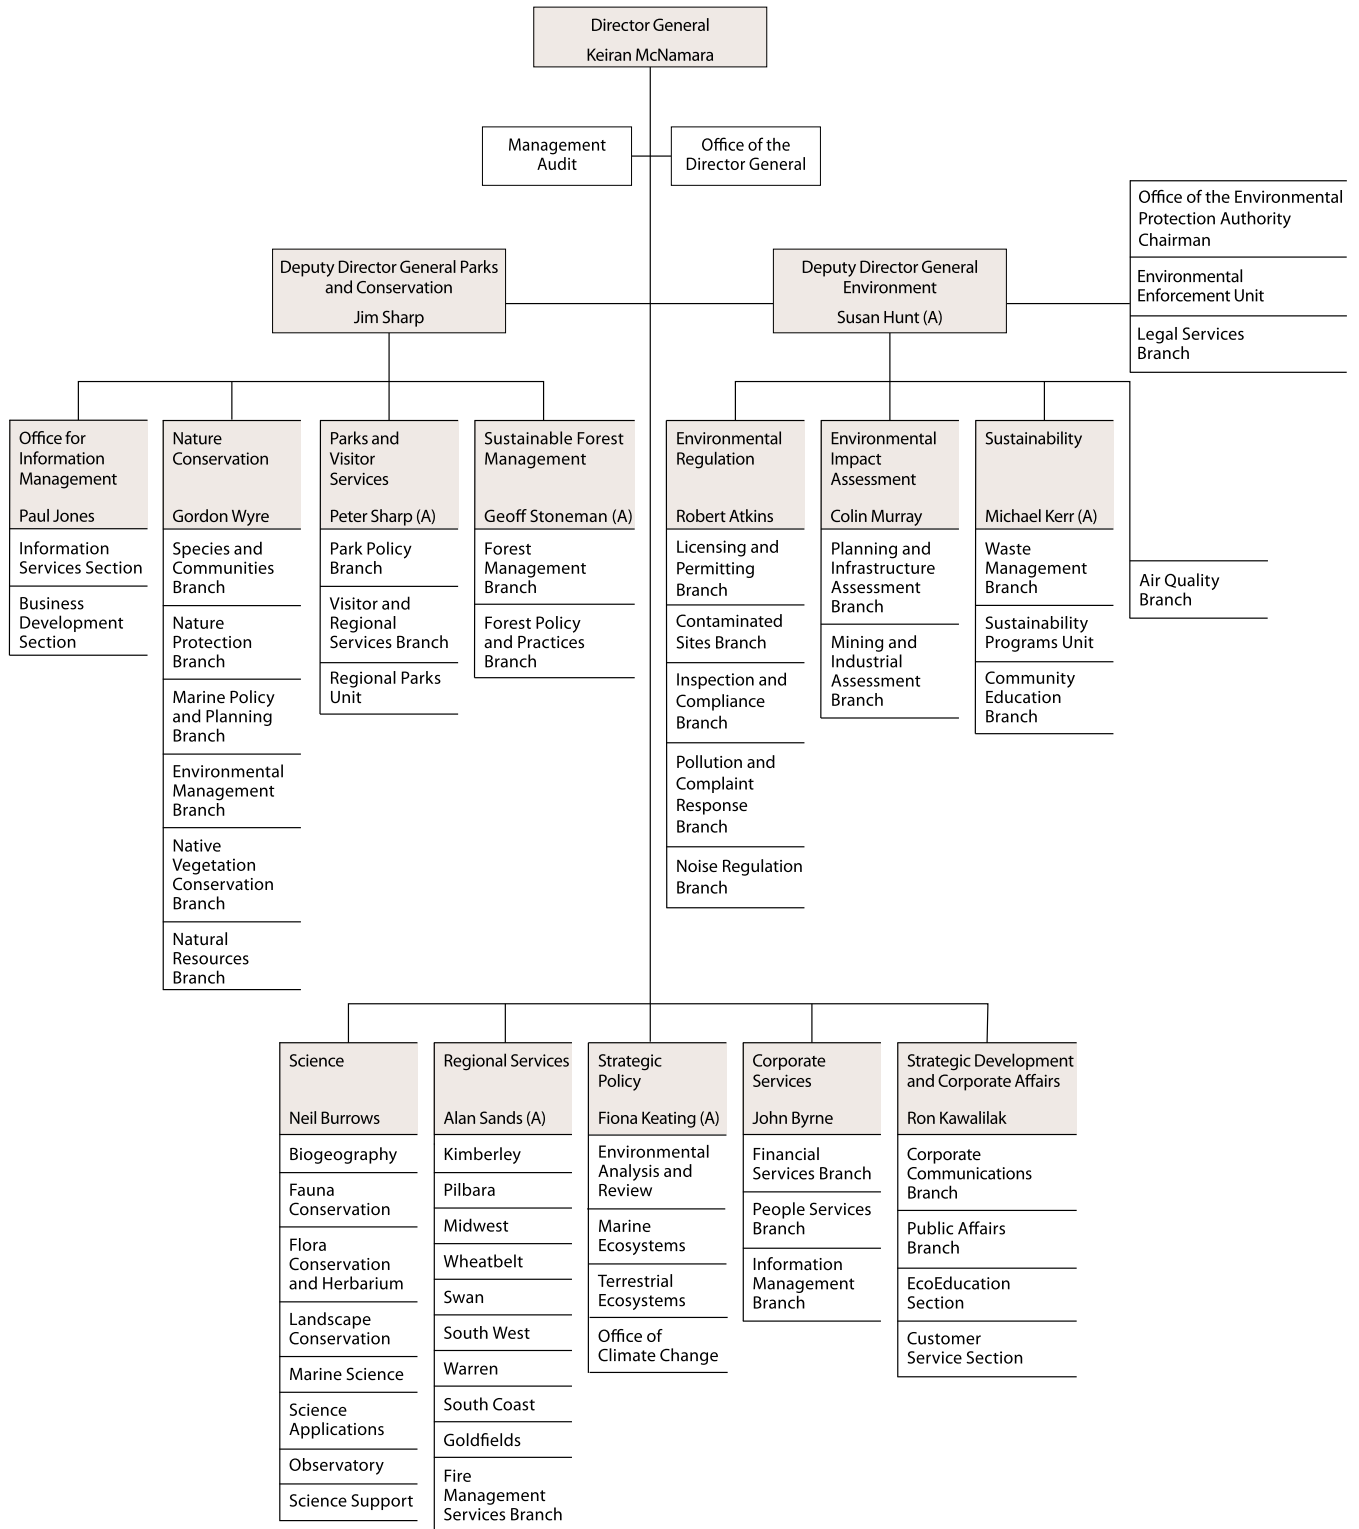 Director General
Keiran McNamara
Management
Audit
Office of the
Director General
Office of the Environmental
Protection Authority
Chairman
Environmental
Enforcement Unit
Legal Services
Branch
Deputy Director General Parks
and Conservation
Jim Sharp
Deputy Director General
Environment
Susan Hunt (A)
Office for
Information
Management
Paul Jones
Information
Services Section
Business
Development
Section
Nature
Conservation
Gordon Wyre
Species and
Communities
Branch
Nature
Protection
Branch
Marine Policy
and Planning
Branch
Environmental
Management
Branch
Native
Vegetation
Conservation
Branch
Natural
Resources
Branch
Parks and
Visitor
Services
Peter Sharp (A)
Park Policy
Branch
Visitor and
Regional
Services Branch
Regional Parks
Unit
Sustainable Forest
Management
Geoff Stoneman (A)
Forest
Management
Branch
Forest Policy
and Practices
Branch
Environmental
Regulation
Robert Atkins
Licensing and
Permitting
Branch
Contaminated
Sites Branch
Inspection and
Compliance
Branch
Pollution and
Complaint
Response
Branch
Noise Regulation
Branch
Environmental
Impact
Assessment
Colin Murray
Planning and
Infrastructure
Assessment
Branch
Mining and
Industrial
Assessment
Branch
Sustainability
Michael Kerr (A)
Waste
Management
Branch
Sustainability
Programs Unit
Community
Education
Branch
Air Quality
Branch
Science
Neil Burrows
Biogeography
Fauna
Conservation
Flora
Conservation
and Herbarium
Landscape
Conservation
Marine Science
Science
Applications
Observatory
Science Support
Regional Services
Alan Sands (A)
Kimberley
Pilbara
Midwest
Wheatbelt
Swan
South West
Warren
South Coast
Goldfields
Fire
Management
Services Branch
Strategic
Policy
Fiona Keating (A)
Environmental
Analysis and
Review
Marine
Ecosystems
Terrestrial
Ecosystems
Office of
Climate Change
Corporate
Services
John Byrne
Financial
Services Branch
People Services
Branch
Information
Management
Branch
Strategic Development
and Corporate Affairs
Ron Kawalilak
Corporate
Communications
Branch
Public Affairs
Branch
EcoEducation
Section
Customer
Service Section